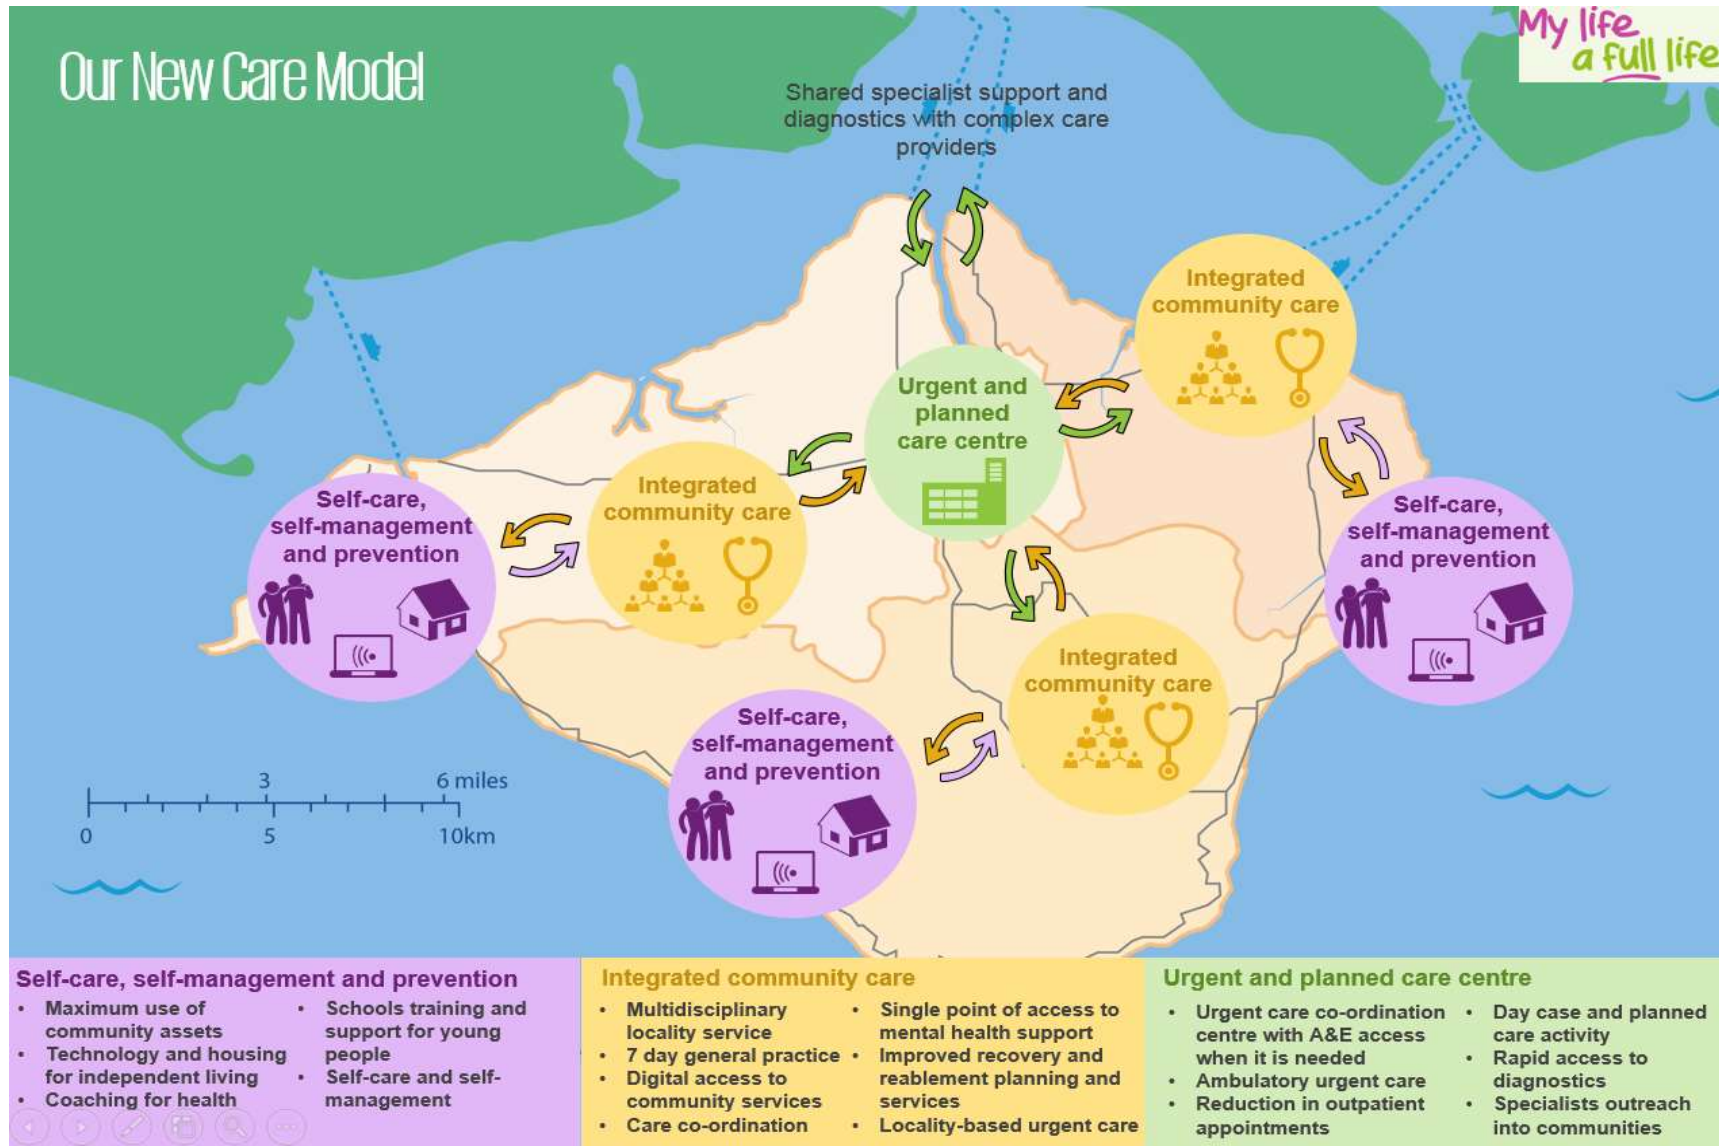 Our New Care Model
My life
a full life
Shared specialist support and
diagnostics with complex care
providers
Integrated
community care
Urgent and
planned
care centre
Integrated
community care
Self-care,
self-management
and prevention
Self-care,
self-management
and prevention
Integrated
community care
Self-care,
self-management
and prevention
3
6 miles
0
5
10km
Self-care, self-management and prevention
• Maximum use of
community assets
• Technology and housing
for independent living
• Coaching for health
• Schools training and
support for young
people
• Self-care and self-
management
Integrated community care
• Multidisciplinary
locality service
• 7 day general practice
• Digital access to
community services
• Care co-ordination
• Single point of access to
mental health support
• Improved recovery and
reablement planning and
services
• Locality-based urgent care
Urgent and planned care centre
• Urgent care co-ordination
centre with A&E access
when it is needed
• Ambulatory urgent care
• Reduction in outpatient
appointments
• Day case and planned
care activity
• Rapid access to
diagnostics
• Specialists outreach
into communities